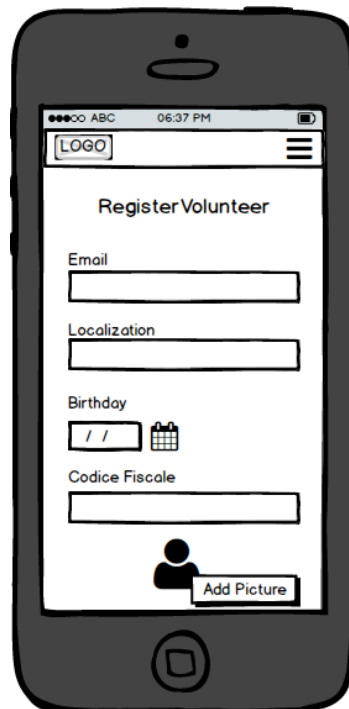 ABC 06:37 PM
LOGO
Register Volunteer
Email
Localization
Birthday
/ /
Codice Fiscale
Add Picture